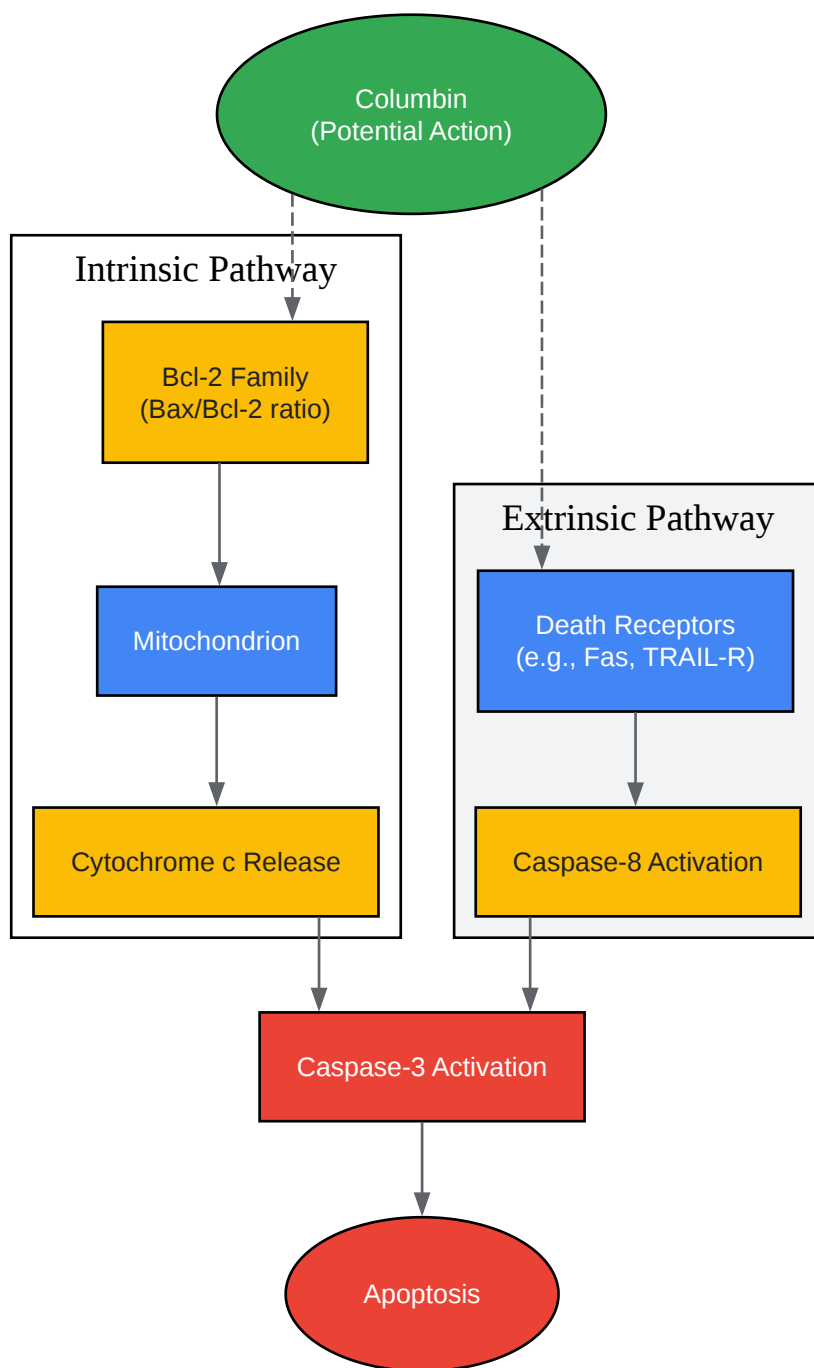 Columbin
(Potential Action)
Intrinsic Pathway
Bcl-2 Family
(Bax/Bcl-2 ratio)
Mitochondrion
Cytochrome c Release
Extrinsic Pathway
Death Receptors
(e.g., Fas, TRAIL-R)
Caspase-8 Activation
Caspase-3 Activation
Apoptosis